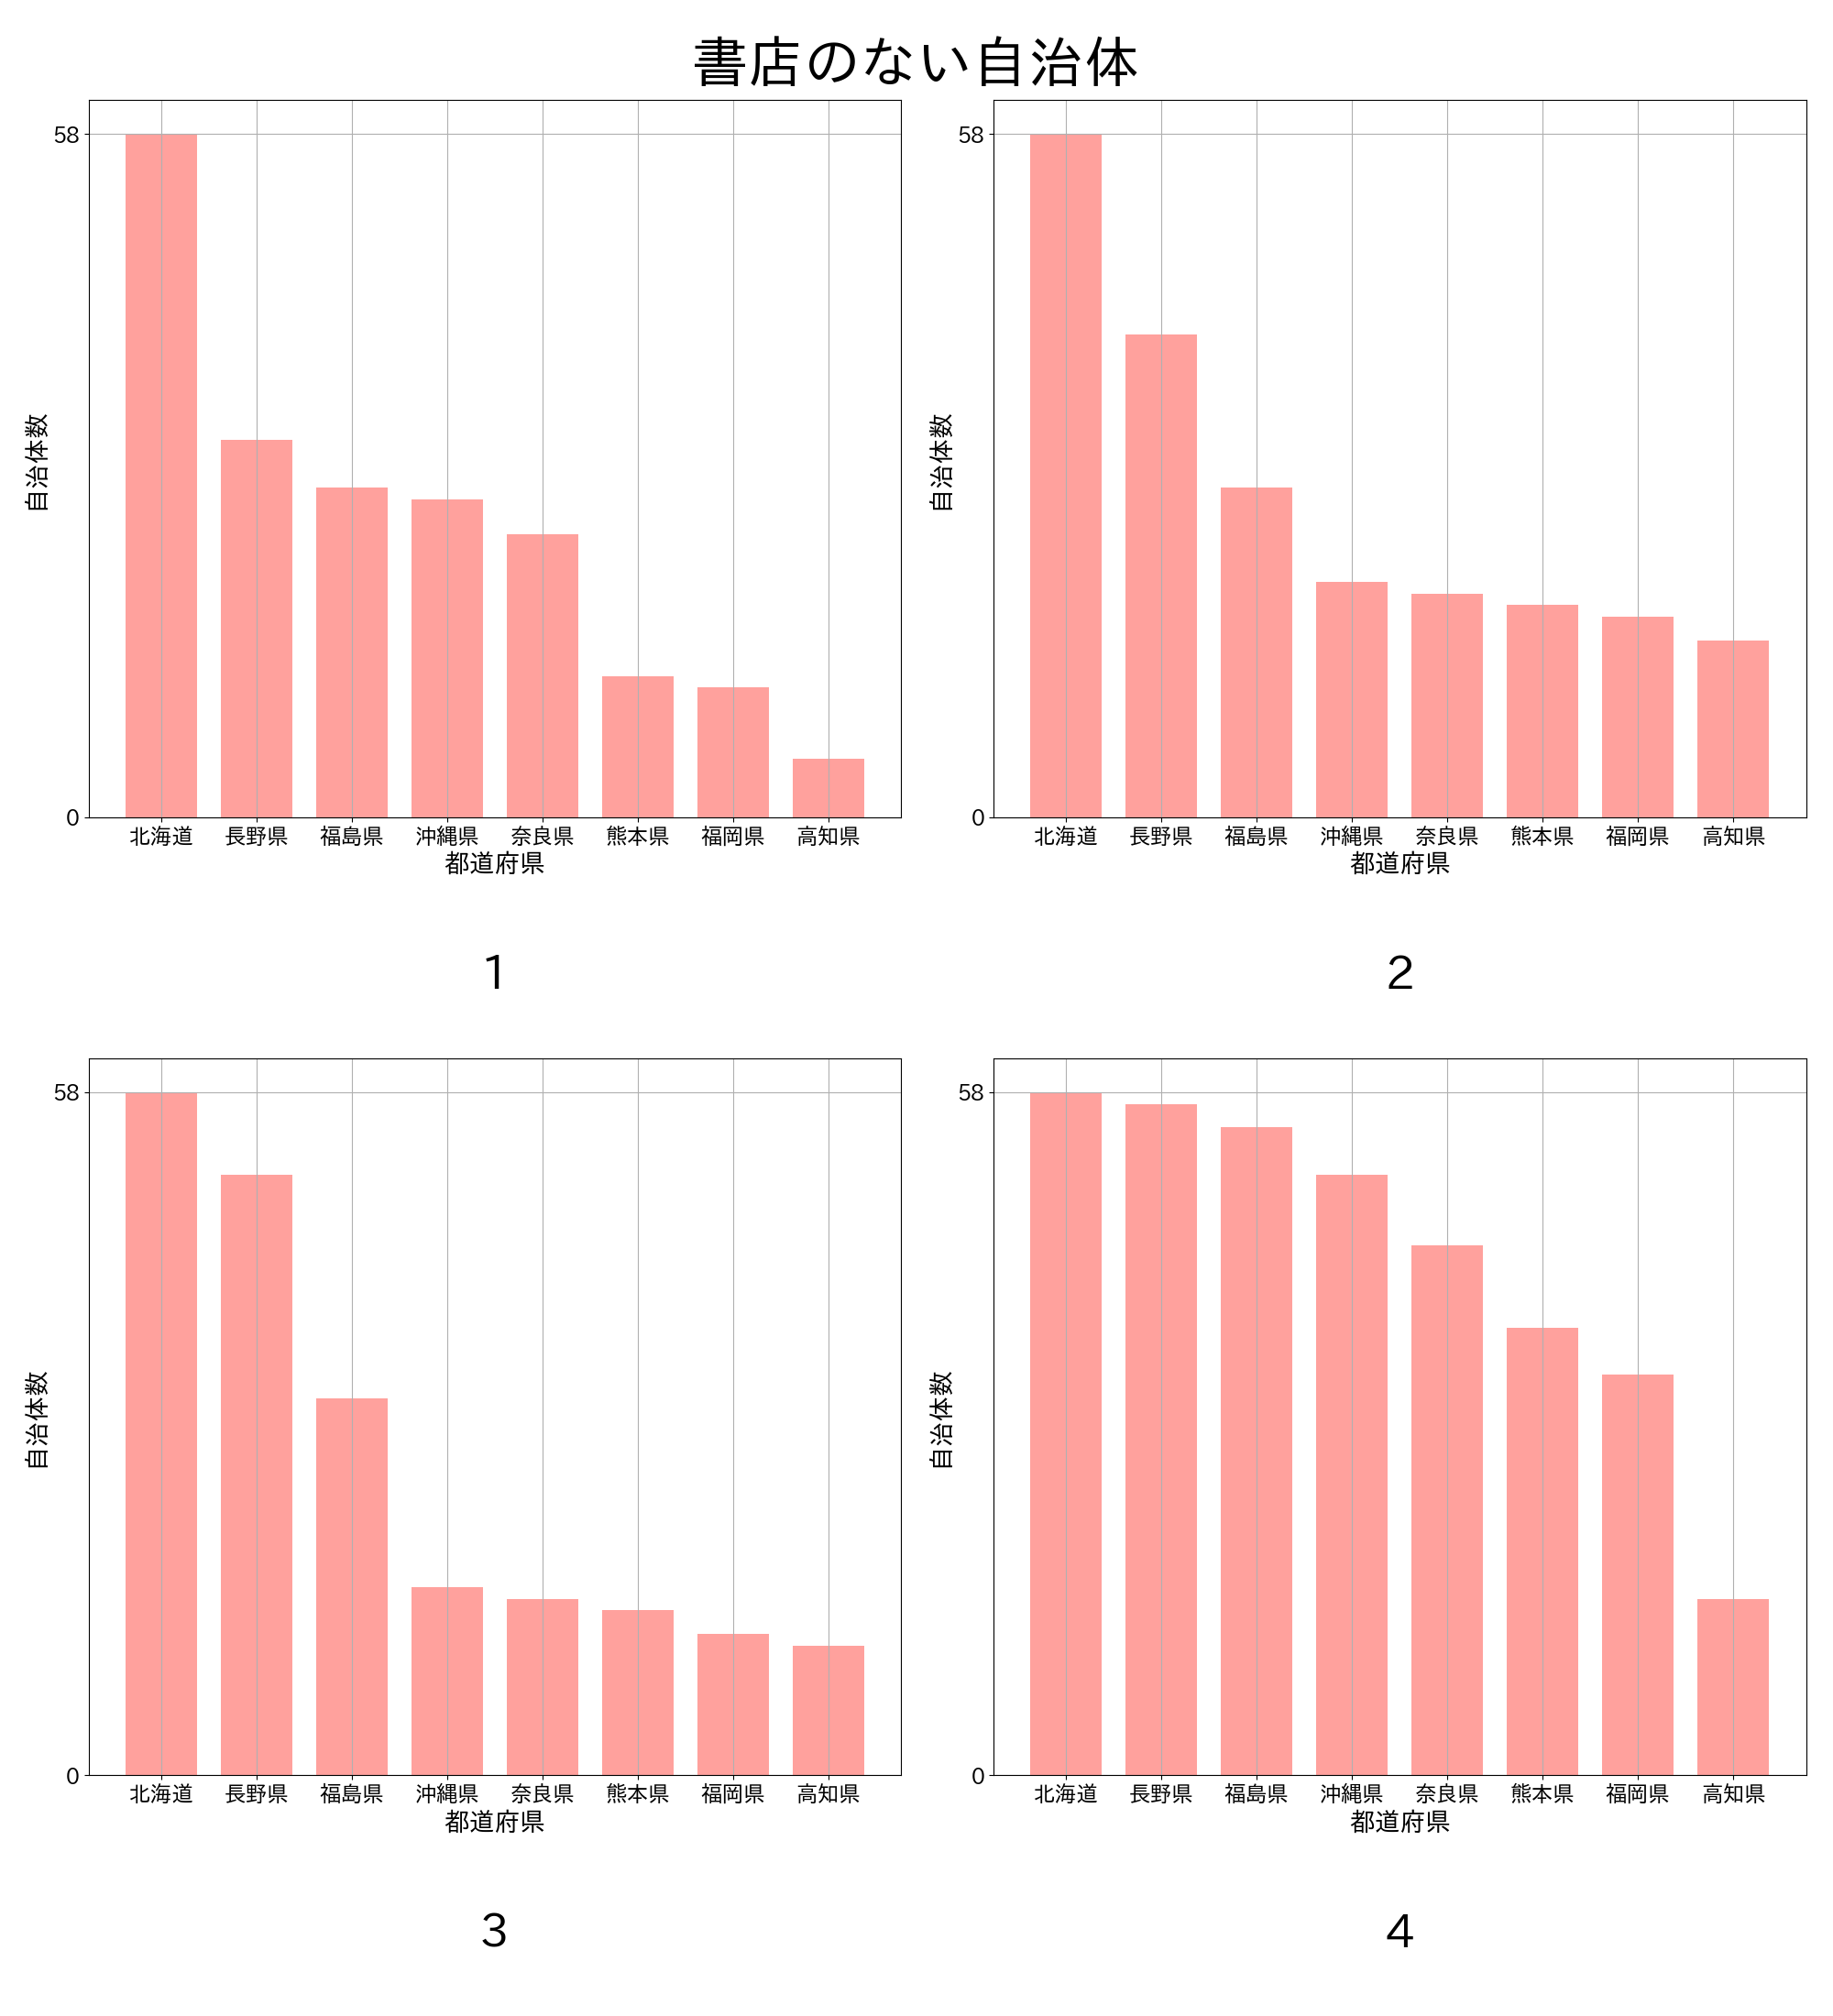 書店のない自治体
58
0
自治体数
北海道 長野県 福島県 沖縄県 奈良県 熊本県 福岡県 高知県
都道府県
1
58
0
自治体数
北海道 長野県 福島県 沖縄県 奈良県 熊本県 福岡県 高知県
都道府県
2
58
0
自治体数
北海道 長野県 福島県 沖縄県 奈良県 熊本県 福岡県 高知県
都道府県
3
58
0
自治体数
北海道 長野県 福島県 沖縄県 奈良県 熊本県 福岡県 高知県
都道府県
4